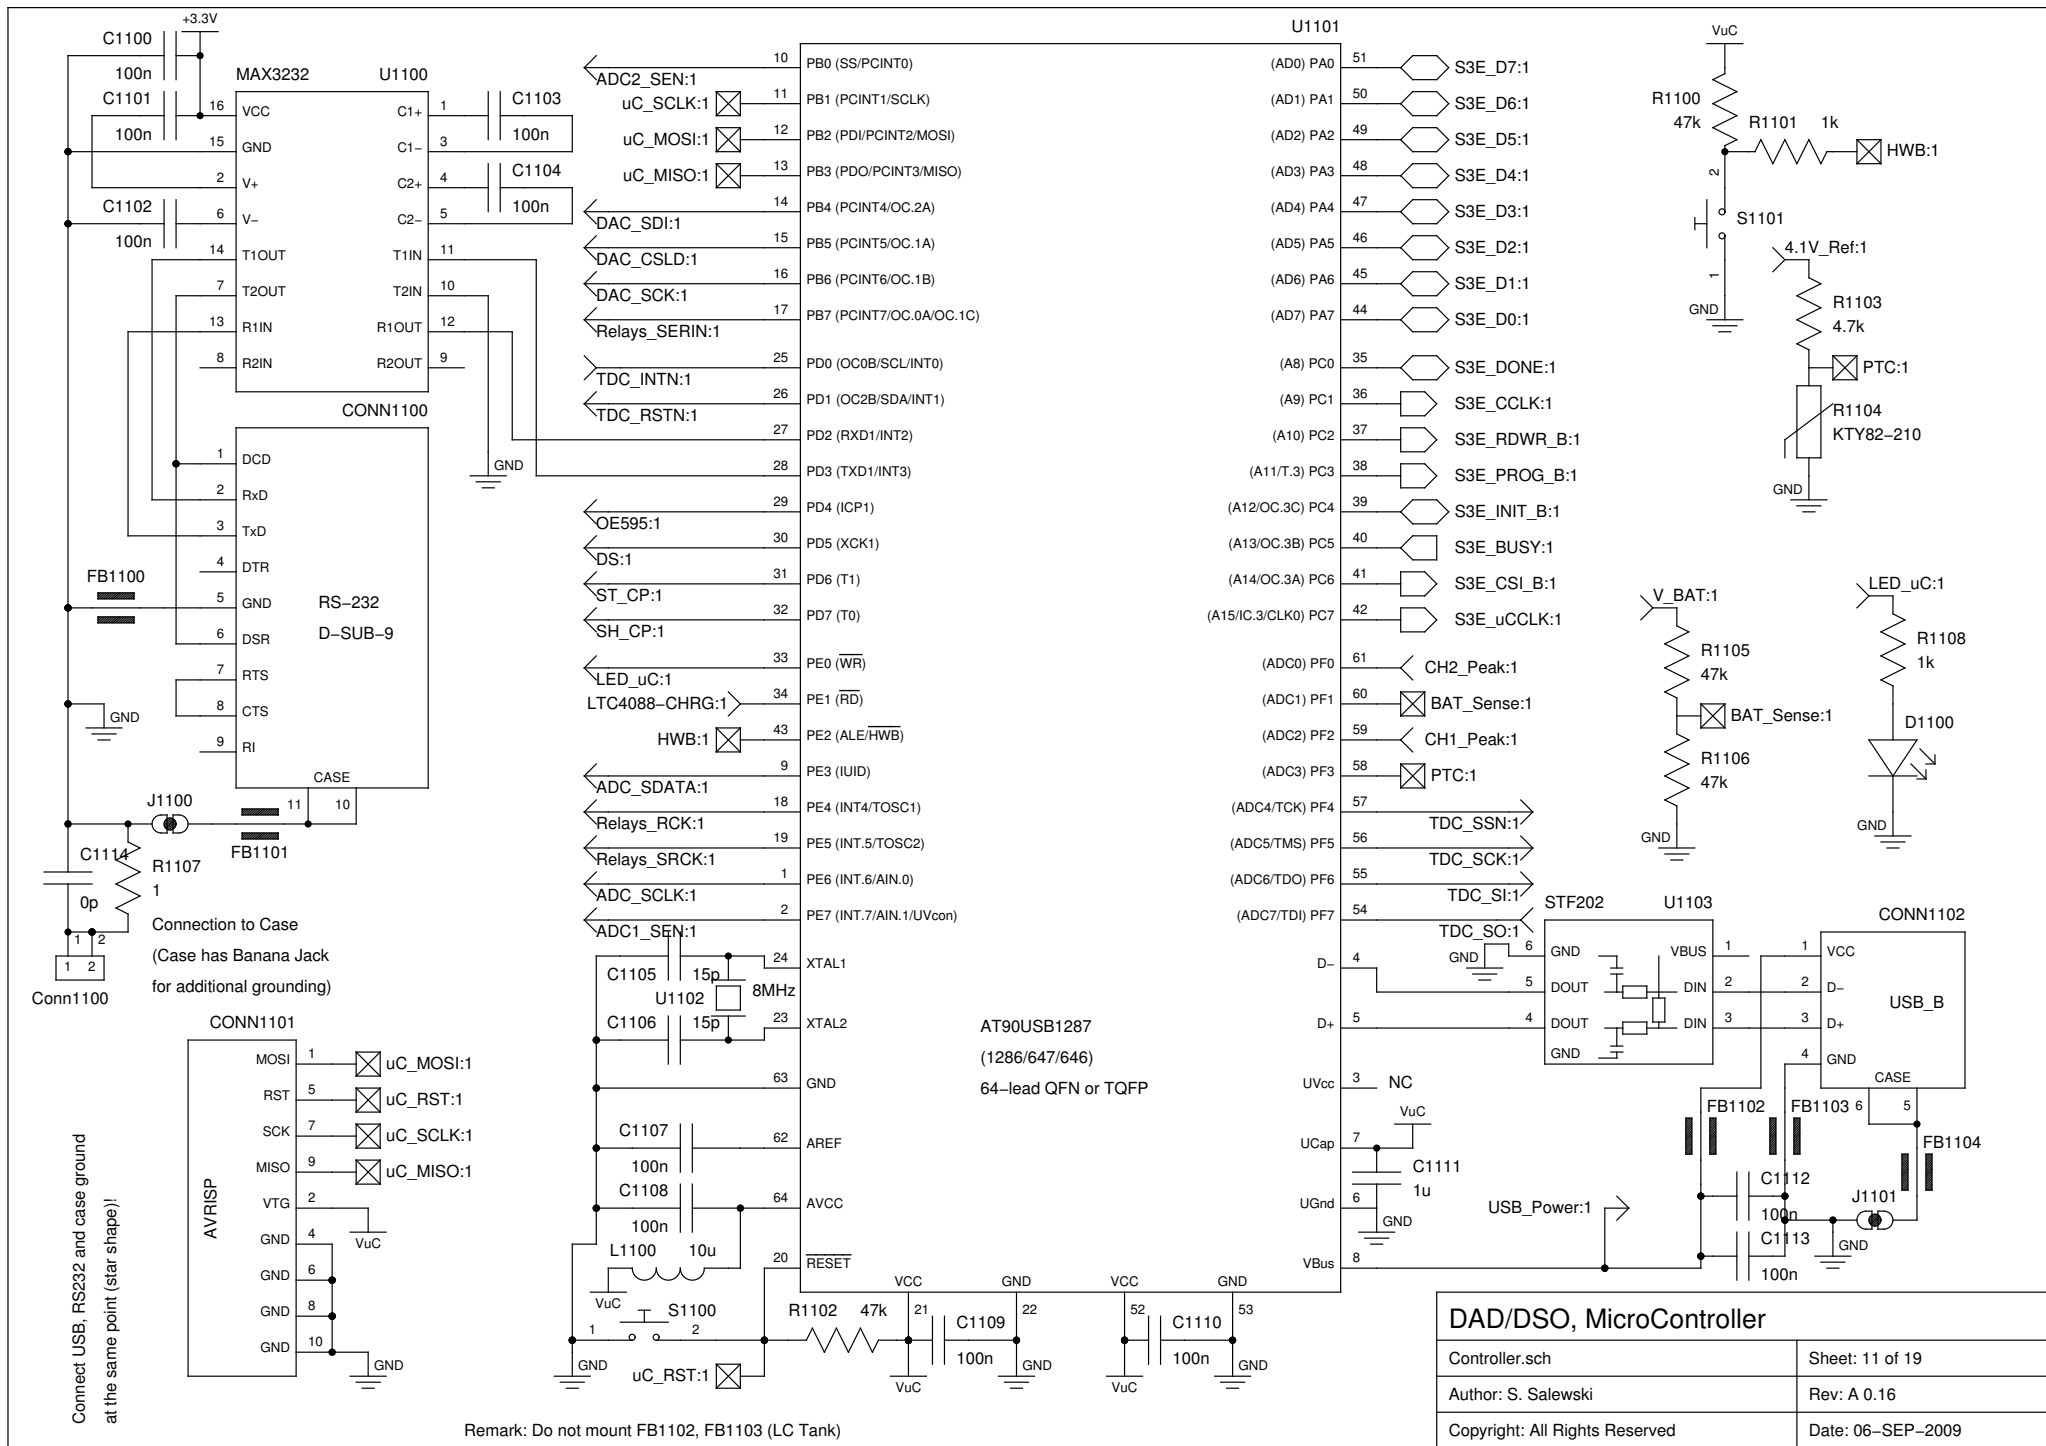 +3.3V
C1100
100n
C1101
100n
C1102
100n
MAX3232 U1100
16 VCC
15 GND
2 V+
6 V−
14 T1OUT
7 T2OUT
13 R1IN
8 R2IN
C1+ 1
C1− 3
C2+ 4
C2− 5
T1IN 11
T2IN 10
R1OUT 12
R2OUT 9
C1103
100n
C1104
100n
GND
CONN1100
1 DCD
2 RxD
3 TxD
4 DTR
5 GND
6 DSR
7 RTS
8 CTS
9 RI
RS−232
D−SUB−9
CASE
11 10
FB1100
GND
J1100
FB1101
C1114
0p
R1107
1
1 2
1 2
Conn1100
Connection to Case
(Case has Banana Jack
for additional grounding)
CONN1101
AVRISP
MOSI 1 uC_MOSI:1
RST 5 uC_RST:1
SCK 7 uC_SCLK:1
MISO 9 uC_MISO:1
VTG 2
VuC
GND 4
GND 6
GND 8
GND 10
GND
Connect USB, RS232 and case ground
at the same point (star shape)!
U1101
ADC2_SEN:1 10 PB0 (SS/PCINT0)
uC_SCLK:1 11 PB1 (PCINT1/SCLK)
uC_MOSI:1 12 PB2 (PDI/PCINT2/MOSI)
uC_MISO:1 13 PB3 (PDO/PCINT3/MISO)
DAC_SDI:1 14 PB4 (PCINT4/OC.2A)
DAC_CSLD:1 15 PB5 (PCINT5/OC.1A)
DAC_SCK:1 16 PB6 (PCINT6/OC.1B)
Relays_SERIN:1 17 PB7 (PCINT7/OC.0A/OC.1C)
TDC_INTN:1 25 PD0 (OC0B/SCL/INT0)
TDC_RSTN:1 26 PD1 (OC2B/SDA/INT1)
27 PD2 (RXD1/INT2)
28 PD3 (TXD1/INT3)
OE595:1 29 PD4 (ICP1)
DS:1 30 PD5 (XCK1)
ST_CP:1 31 PD6 (T1)
SH_CP:1 32 PD7 (T0)
LED_uC:1 33 PE0 (WR)
LTC4088−CHRG:1 34 PE1 (RD)
HWB:1 43 PE2 (ALE/HWB)
ADC_SDATA:1 9 PE3 (IUID)
Relays_RCK:1 18 PE4 (INT4/TOSC1)
Relays_SRCK:1 19 PE5 (INT.5/TOSC2)
ADC_SCLK:1 1 PE6 (INT.6/AIN.0)
ADC1_SEN:1 2 PE7 (INT.7/AIN.1/UVcon)
24 XTAL1
23 XTAL2
63 GND
62 AREF
64 AVCC
20 RESET
C1105 15p
U1102 8MHz
C1106 15p
C1107
100n
C1108
100n
L1100 10u
VuC
S1100
1 2
GND
uC_RST:1
R1102 47k
VCC GND VCC GND
21 22 52 53
C1109
100n
VuC GND
C1110
100n
VuC GND
AT90USB1287
(1286/647/646)
64−lead QFN or TQFP
(AD0) PA0 51 S3E_D7:1
(AD1) PA1 50 S3E_D6:1
(AD2) PA2 49 S3E_D5:1
(AD3) PA3 48 S3E_D4:1
(AD4) PA4 47 S3E_D3:1
(AD5) PA5 46 S3E_D2:1
(AD6) PA6 45 S3E_D1:1
(AD7) PA7 44 S3E_D0:1
(A8) PC0 35 S3E_DONE:1
(A9) PC1 36 S3E_CCLK:1
(A10) PC2 37 S3E_RDWR_B:1
(A11/T.3) PC3 38 S3E_PROG_B:1
(A12/OC.3C) PC4 39 S3E_INIT_B:1
(A13/OC.3B) PC5 40 S3E_BUSY:1
(A14/OC.3A) PC6 41 S3E_CSI_B:1
(A15/IC.3/CLK0) PC7 42 S3E_uCCLK:1
(ADC0) PF0 61 CH2_Peak:1
(ADC1) PF1 60 BAT_Sense:1
(ADC2) PF2 59 CH1_Peak:1
(ADC3) PF3 58 PTC:1
(ADC4/TCK) PF4 57 TDC_SSN:1
(ADC5/TMS) PF5 56 TDC_SCK:1
(ADC6/TDO) PF6 55 TDC_SI:1
(ADC7/TDI) PF7 54 TDC_SO:1
D− 4
D+ 5
UVcc 3 NC
UCap 7
UGnd 6
VBus 8
VuC
C1111
1u
GND
VuC
R1100
47k
R1101 1k
HWB:1
2
S1101
1
GND
4.1V_Ref:1
R1103
4.7k
PTC:1
R1104
KTY82−210
GND
V_BAT:1
R1105
47k
BAT_Sense:1
R1106
47k
GND
LED_uC:1
R1108
1k
D1100
GND
STF202 U1103
GND
6 GND VBUS 1
5 DOUT DIN 2
4 DOUT DIN 3
GND
CONN1102
1 VCC
2 D−
3 D+
4 GND
USB_B
CASE
6 5
FB1102
FB1103
FB1104
C1112
100n
C1113
100n
J1101
GND
USB_Power:1
Remark: Do not mount FB1102, FB1103 (LC Tank)
DAD/DSO, MicroController
Controller.sch Sheet: 11 of 19
Author: S. Salewski Rev: A 0.16
Copyright: All Rights Reserved Date: 06−SEP−2009